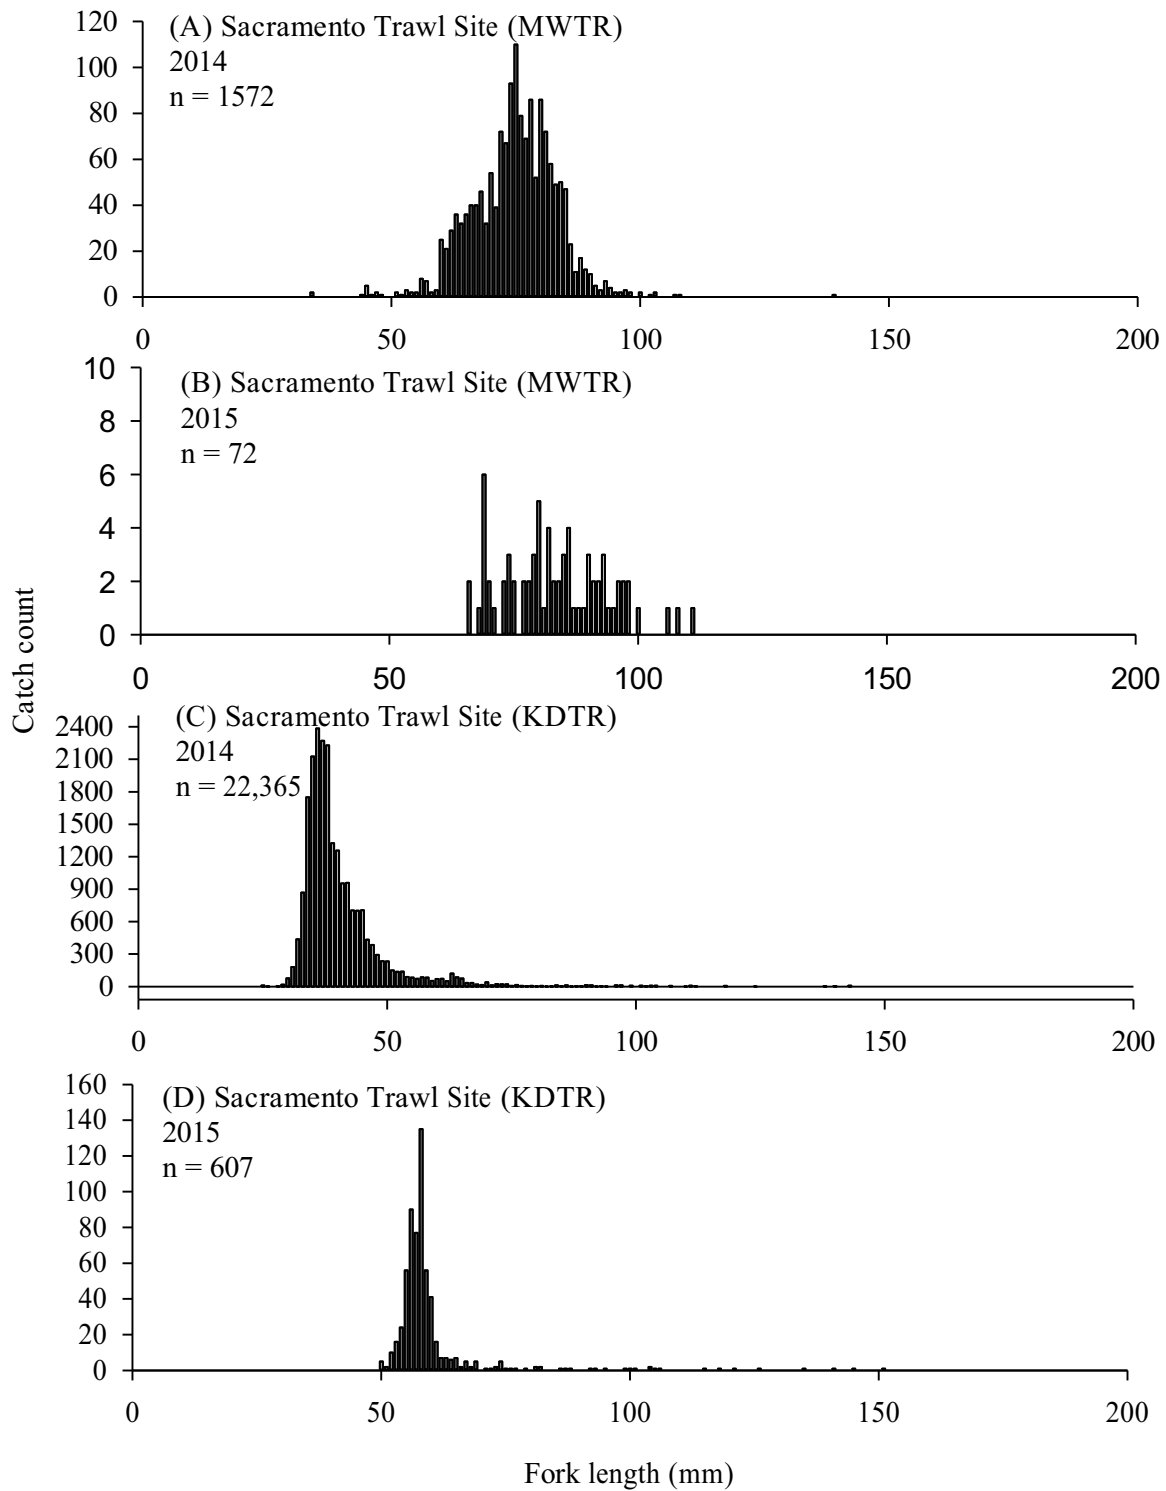 (A) Sacramento Trawl Site (MWTR)
2014
n = 1572
120
100
80
60
40
20
0
0 50 100 150 200
(B) Sacramento Trawl Site (MWTR)
2015
n = 72
10
8
6
4
2
0
0 50 100 150 200
Catch count
(C) Sacramento Trawl Site (KDTR)
2014
n = 22,365
2400
2100
1800
1500
1200
900
600
300
0
0 50 100 150 200
(D) Sacramento Trawl Site (KDTR)
2015
n = 607
160
140
120
100
80
60
40
20
0
0 50 100 150 200
Fork length (mm)